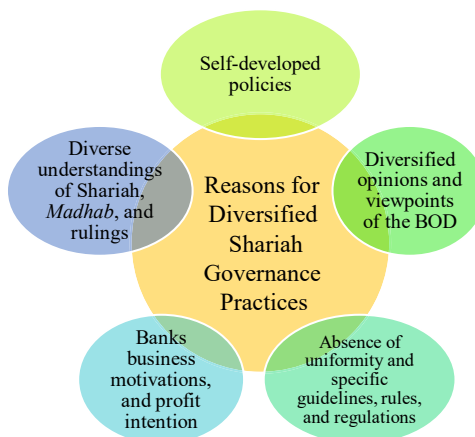 Self-developed
policies
Diverse
understandings
of Shariah,
Madhab, and
rulings
Reasons for
Diversified
Shariah
Governance
Practices
Diversified
opinions and
viewpoints
of the BOD
Banks
business
motivations,
and profit
intention
Absence of
uniformity and
specific
guidelines, rules,
and regulations